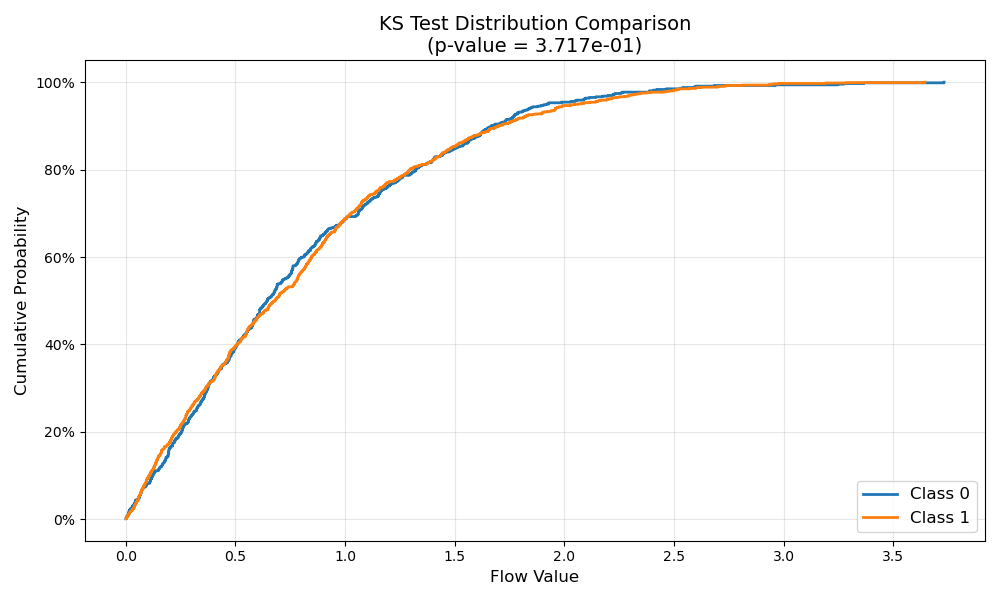 KS Test Distribution Comparison
(p-value = 3.717e-01)
Cumulative Probability
100%
80%
60%
40%
20%
0%
Class 0
Class 1
0.0 0.5 1.0 1.5 2.0 2.5 3.0 3.5
Flow Value